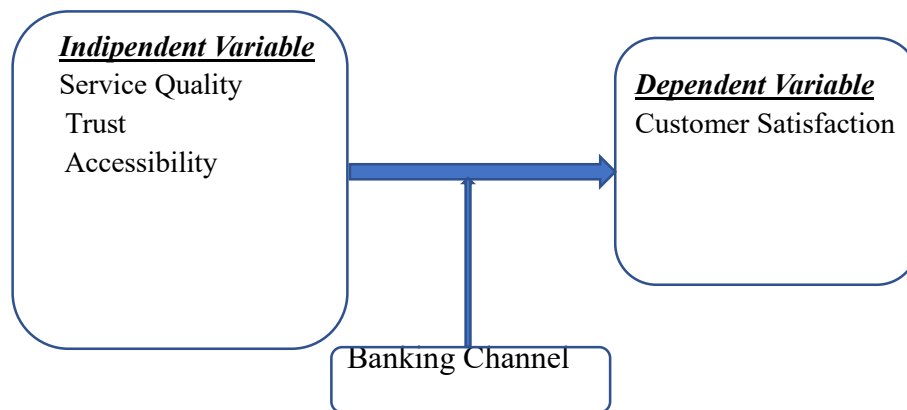 Indipendent Variable
Service Quality
Trust
Accessibility
Dependent Variable
Customer Satisfaction
Banking Channel